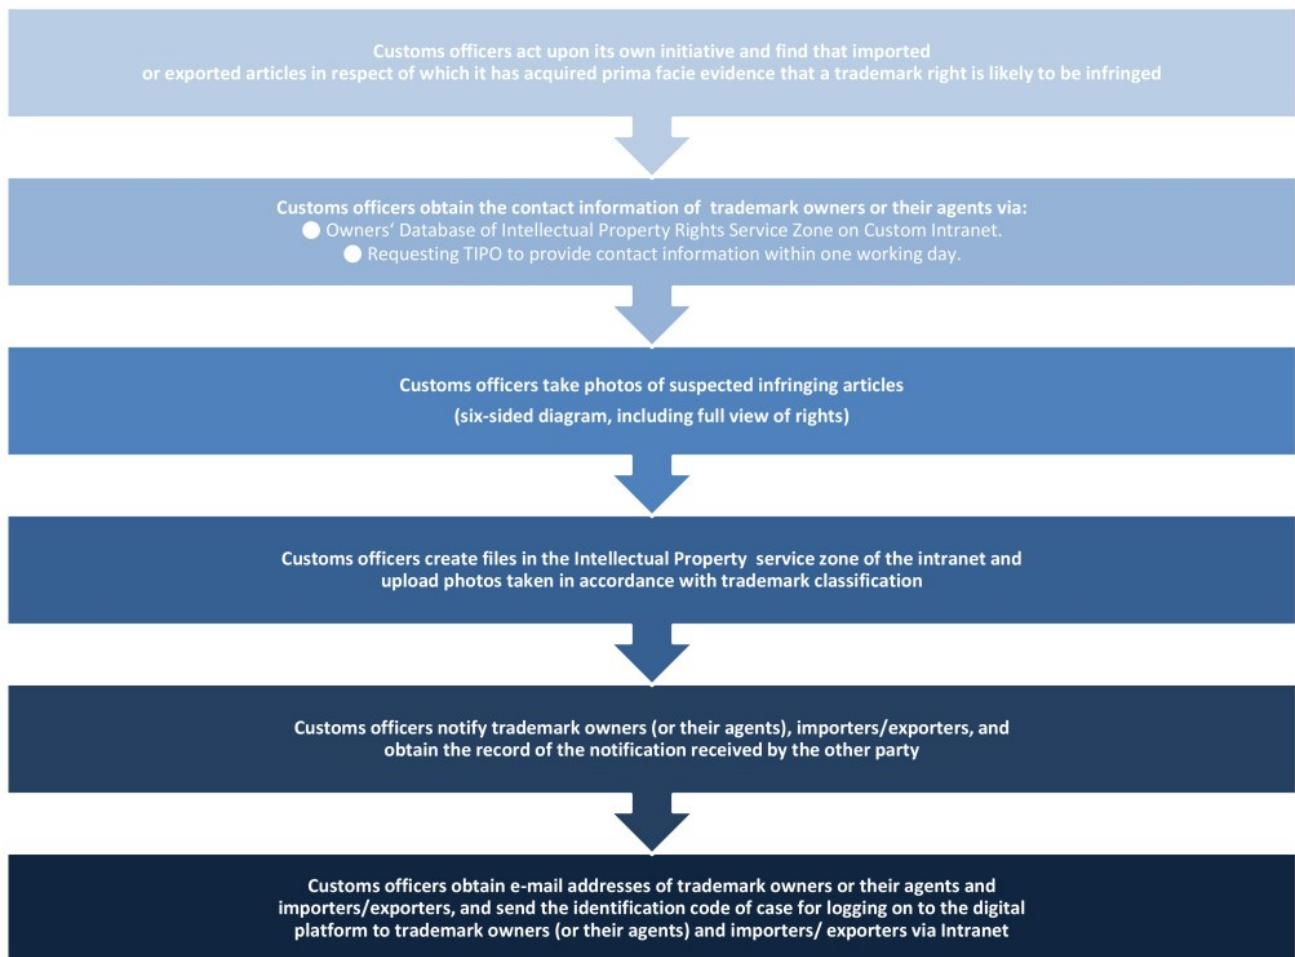 Customs officers act upon its own initiative and find that imported
or exported articles in respect of which it has acquired prima facie evidence that a trademark right is likely to be infringed
Customs officers obtain the contact information of trademark owners or their agents via:
● Owners‘ Database of Intellectual Property Rights Service Zone on Custom Intranet.
● Requesting TIPO to provide contact information within one working day.
Customs officers take photos of suspected infringing articles
(six-sided diagram, including full view of rights)
Customs officers create files in the Intellectual Property service zone of the intranet and
upload photos taken in accordance with trademark classification
Customs officers notify trademark owners (or their agents), importers/exporters, and
obtain the record of the notification received by the other party
Customs officers obtain e-mail addresses of trademark owners or their agents and
importers/exporters, and send the identification code of case for logging on to the digital
platform to trademark owners (or their agents) and importers/ exporters via Intranet